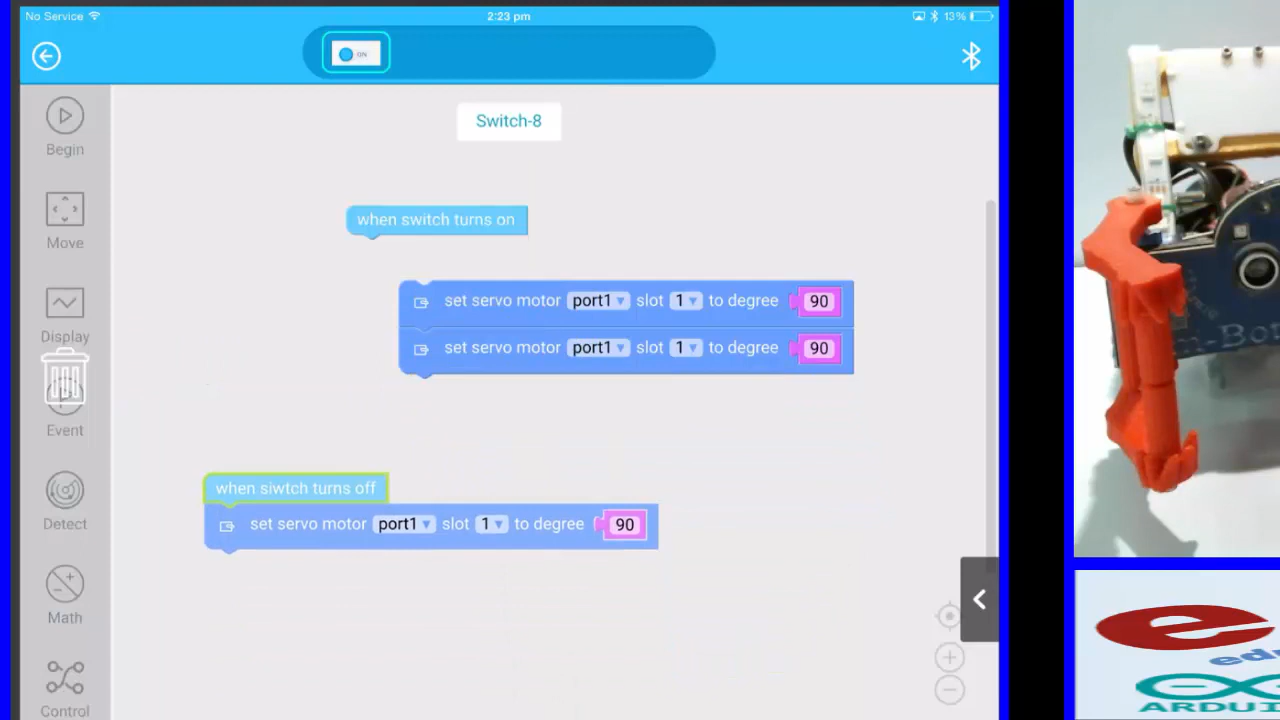 No Service
2:23 pm
13%
ON
Switch-8
Begin
Move
Display
Event
Detect
Math
Control
when switch turns on
set servo motor port1 slot 1 to degree 90
set servo motor port1 slot 1 to degree 90
when siwtch turns off
set servo motor port1 slot 1 to degree 90